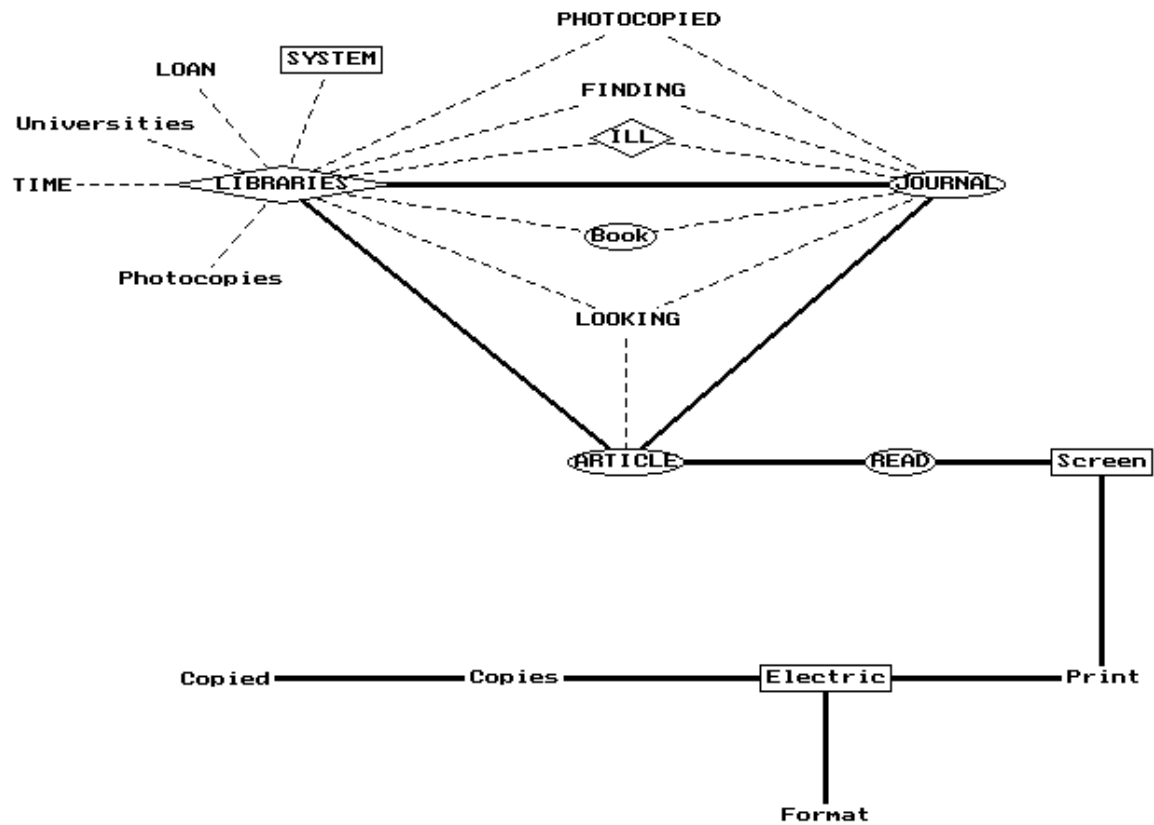 PHOTOCOPIED
SYSTEM
LOAN
FINDING
Universities
ILL
TIME
LIBRARIES
JOURNAL
Book
Photocopies
LOOKING
ARTICLE
READ
Screen
Copied
Copies
Electric
Print
Format